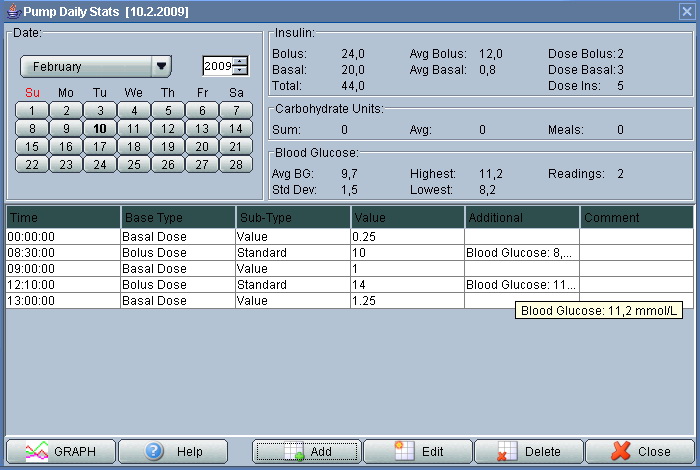 Pump Daily Stats [10.2.2009]
Date:
February 2009
Su Mo Tu We Th Fr Sa
1 2 3 4 5 6 7
8 9 10 11 12 13 14
15 16 17 18 19 20 21
22 23 24 25 26 27 28
Insulin:
Bolus: 24,0 Avg Bolus: 12,0 Dose Bolus: 2
Basal: 20,0 Avg Basal: 0,8 Dose Basal: 3
Total: 44,0 Dose Ins: 5
Carbohydrate Units:
Sum: 0 Avg: 0 Meals: 0
Blood Glucose:
Avg BG: 9,7 Highest: 11,2 Readings: 2
Std Dev: 1,5 Lowest: 8,2
Time Base Type Sub-Type Value Additional Comment
00:00:00 Basal Dose Value 0.25
08:30:00 Bolus Dose Standard 10 Blood Glucose: 8,...
09:00:00 Basal Dose Value 1
12:10:00 Bolus Dose Standard 14 Blood Glucose: 11...
13:00:00 Basal Dose Value 1.25
Blood Glucose: 11,2 mmol/L
GRAPH Help Add Edit Delete Close